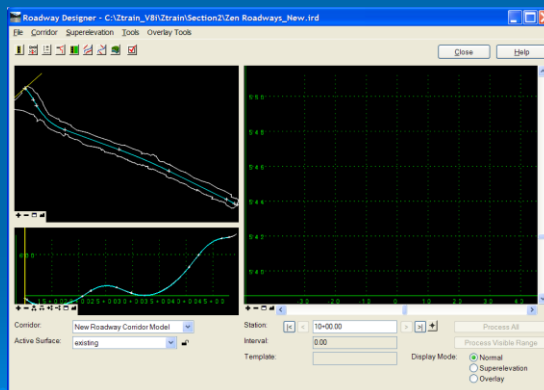 Roadway Designer - C:\Ztrain_V8i\Ztrain\Section2\Zen Roadways_New.ird
File Corridor Superelevation Tools Overlay Tools
Close Help
Corridor: New Roadway Corridor Model
Active Surface: existing
Station: 10+00.00
Interval: 0.00
Template:
Process All
Process Visible Range
Display Mode: Normal
Superelevation
Overlay